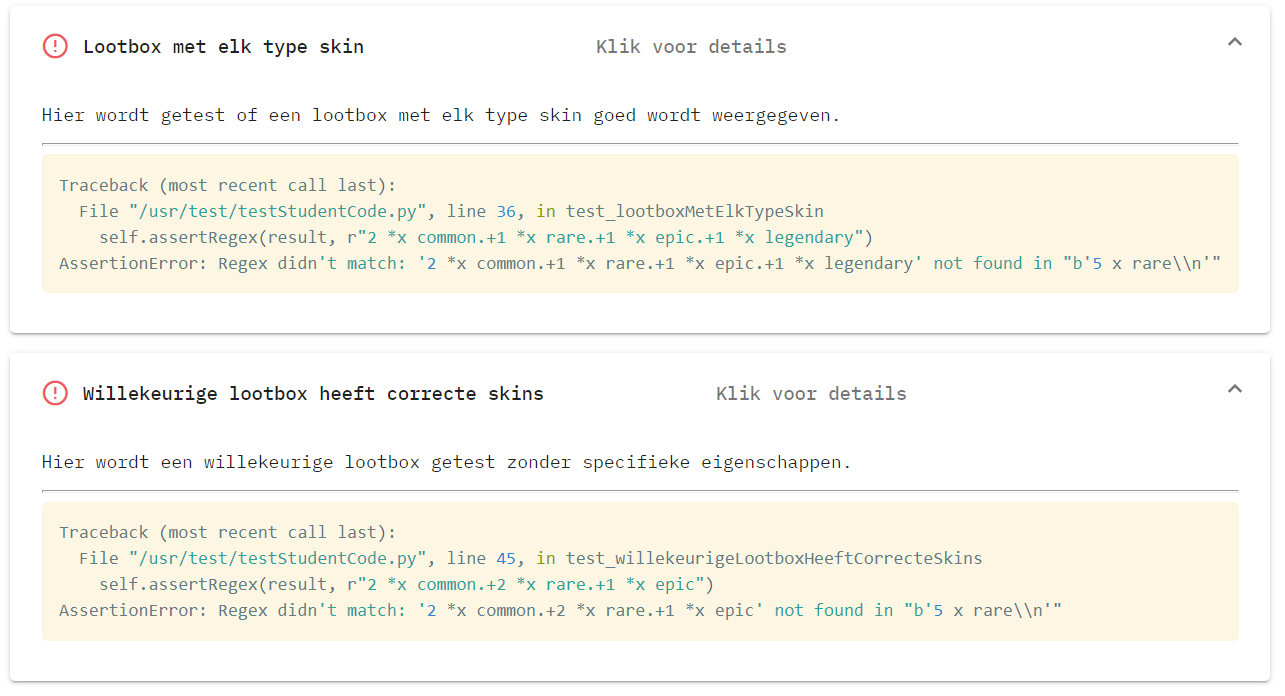 Lootbox met elk type skin Klik voor details
Hier wordt getest of een lootbox met elk type skin goed wordt weergegeven.
Traceback (most recent call last):
File "/usr/test/testStudentCode.py", line 36, in test_lootboxMetElkTypeSkin
self.assertRegex(result, r"2 *x common.+1 *x rare.+1 *x epic.+1 *x legendary")
AssertionError: Regex didn't match: '2 *x common.+1 *x rare.+1 *x epic.+1 *x legendary' not found in "b'5 x rare\\n'"
Willekeurige lootbox heeft correcte skins Klik voor details
Hier wordt een willekeurige lootbox getest zonder specifieke eigenschappen.
Traceback (most recent call last):
File "/usr/test/testStudentCode.py", line 45, in test_willekeurigeLootboxHeeftCorrecteSkins
self.assertRegex(result, r"2 *x common.+2 *x rare.+1 *x epic")
AssertionError: Regex didn't match: '2 *x common.+2 *x rare.+1 *x epic' not found in "b'5 x rare\\n'"